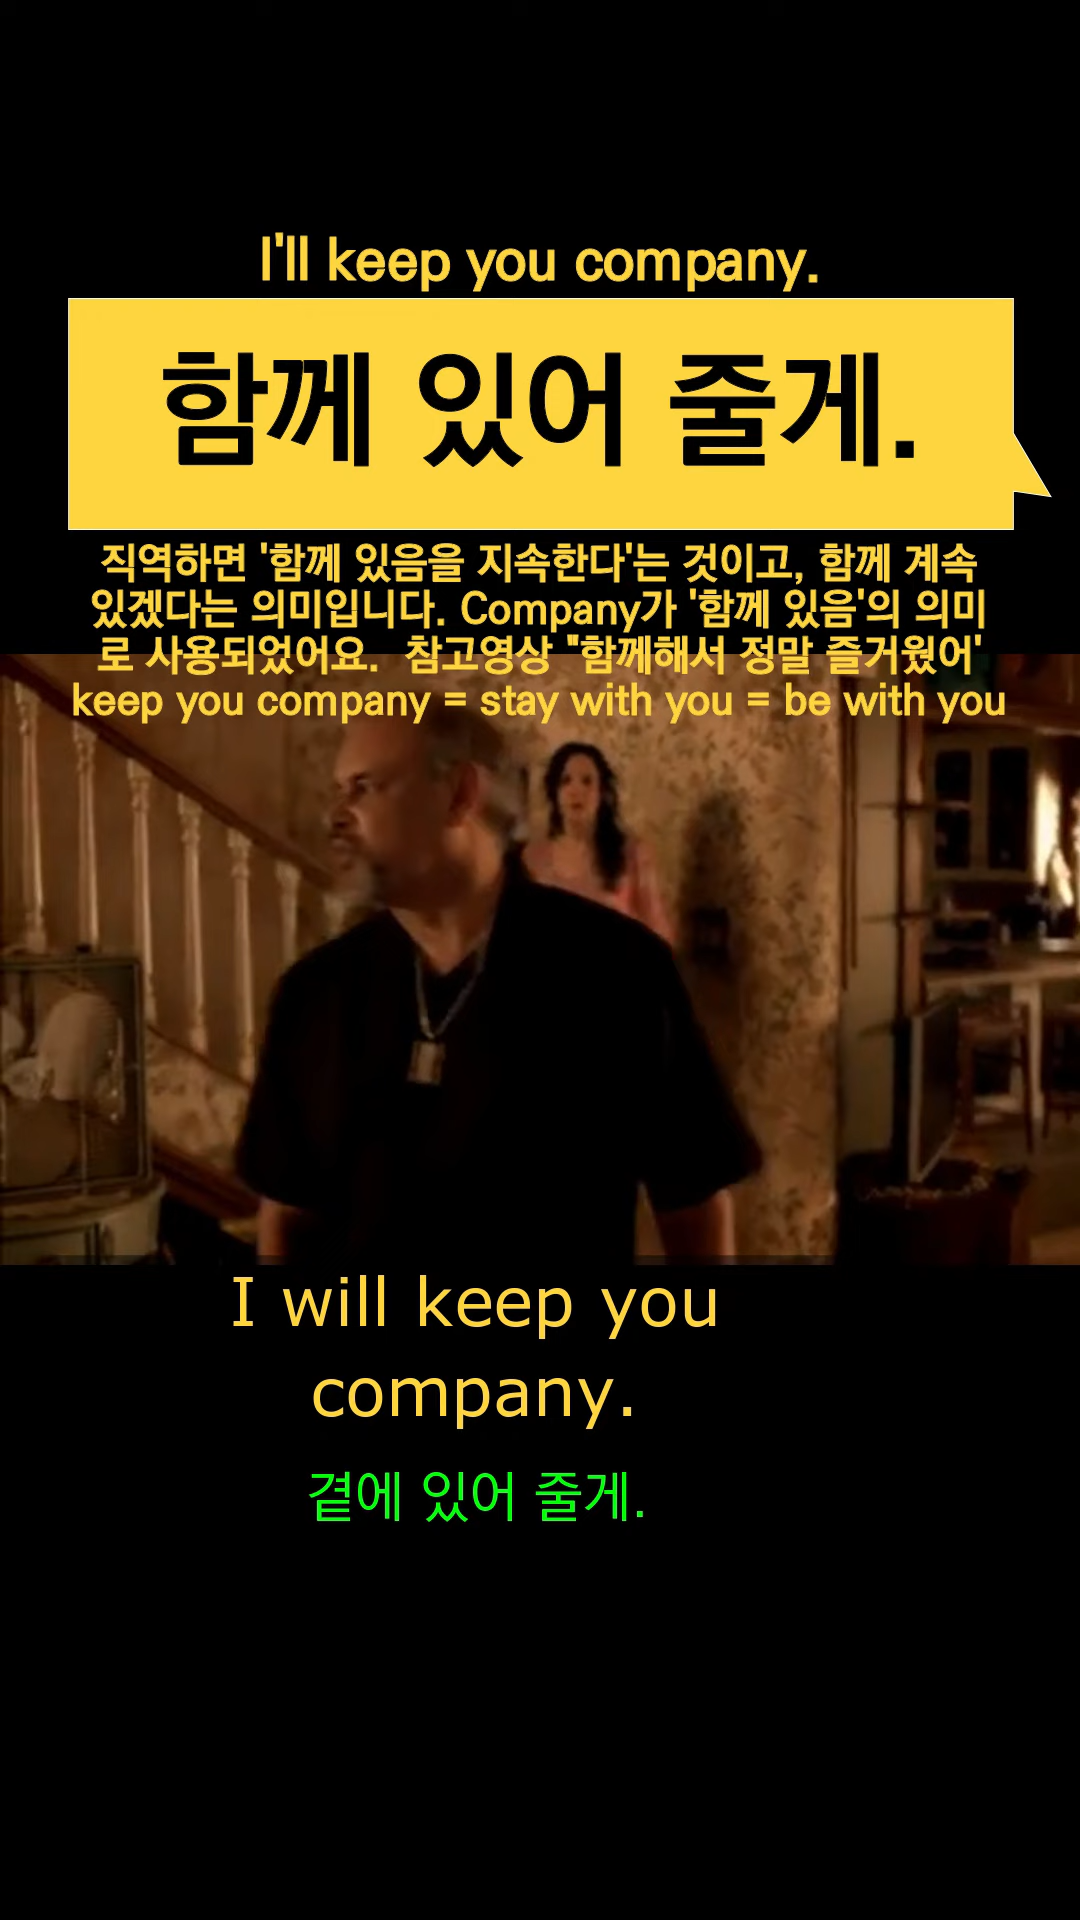 I'll keep you company.
함께 있어 줄게.
직역하면 '함께 있음을 지속한다'는 것이고, 함께 계속
있겠다는 의미입니다. Company가 '함께 있음'의 의미
로 사용되었어요. 참고영상 "함께해서 정말 즐거웠어'
keep you company = stay with you = be with you
I will keep you
company.
곁에 있어 줄게.